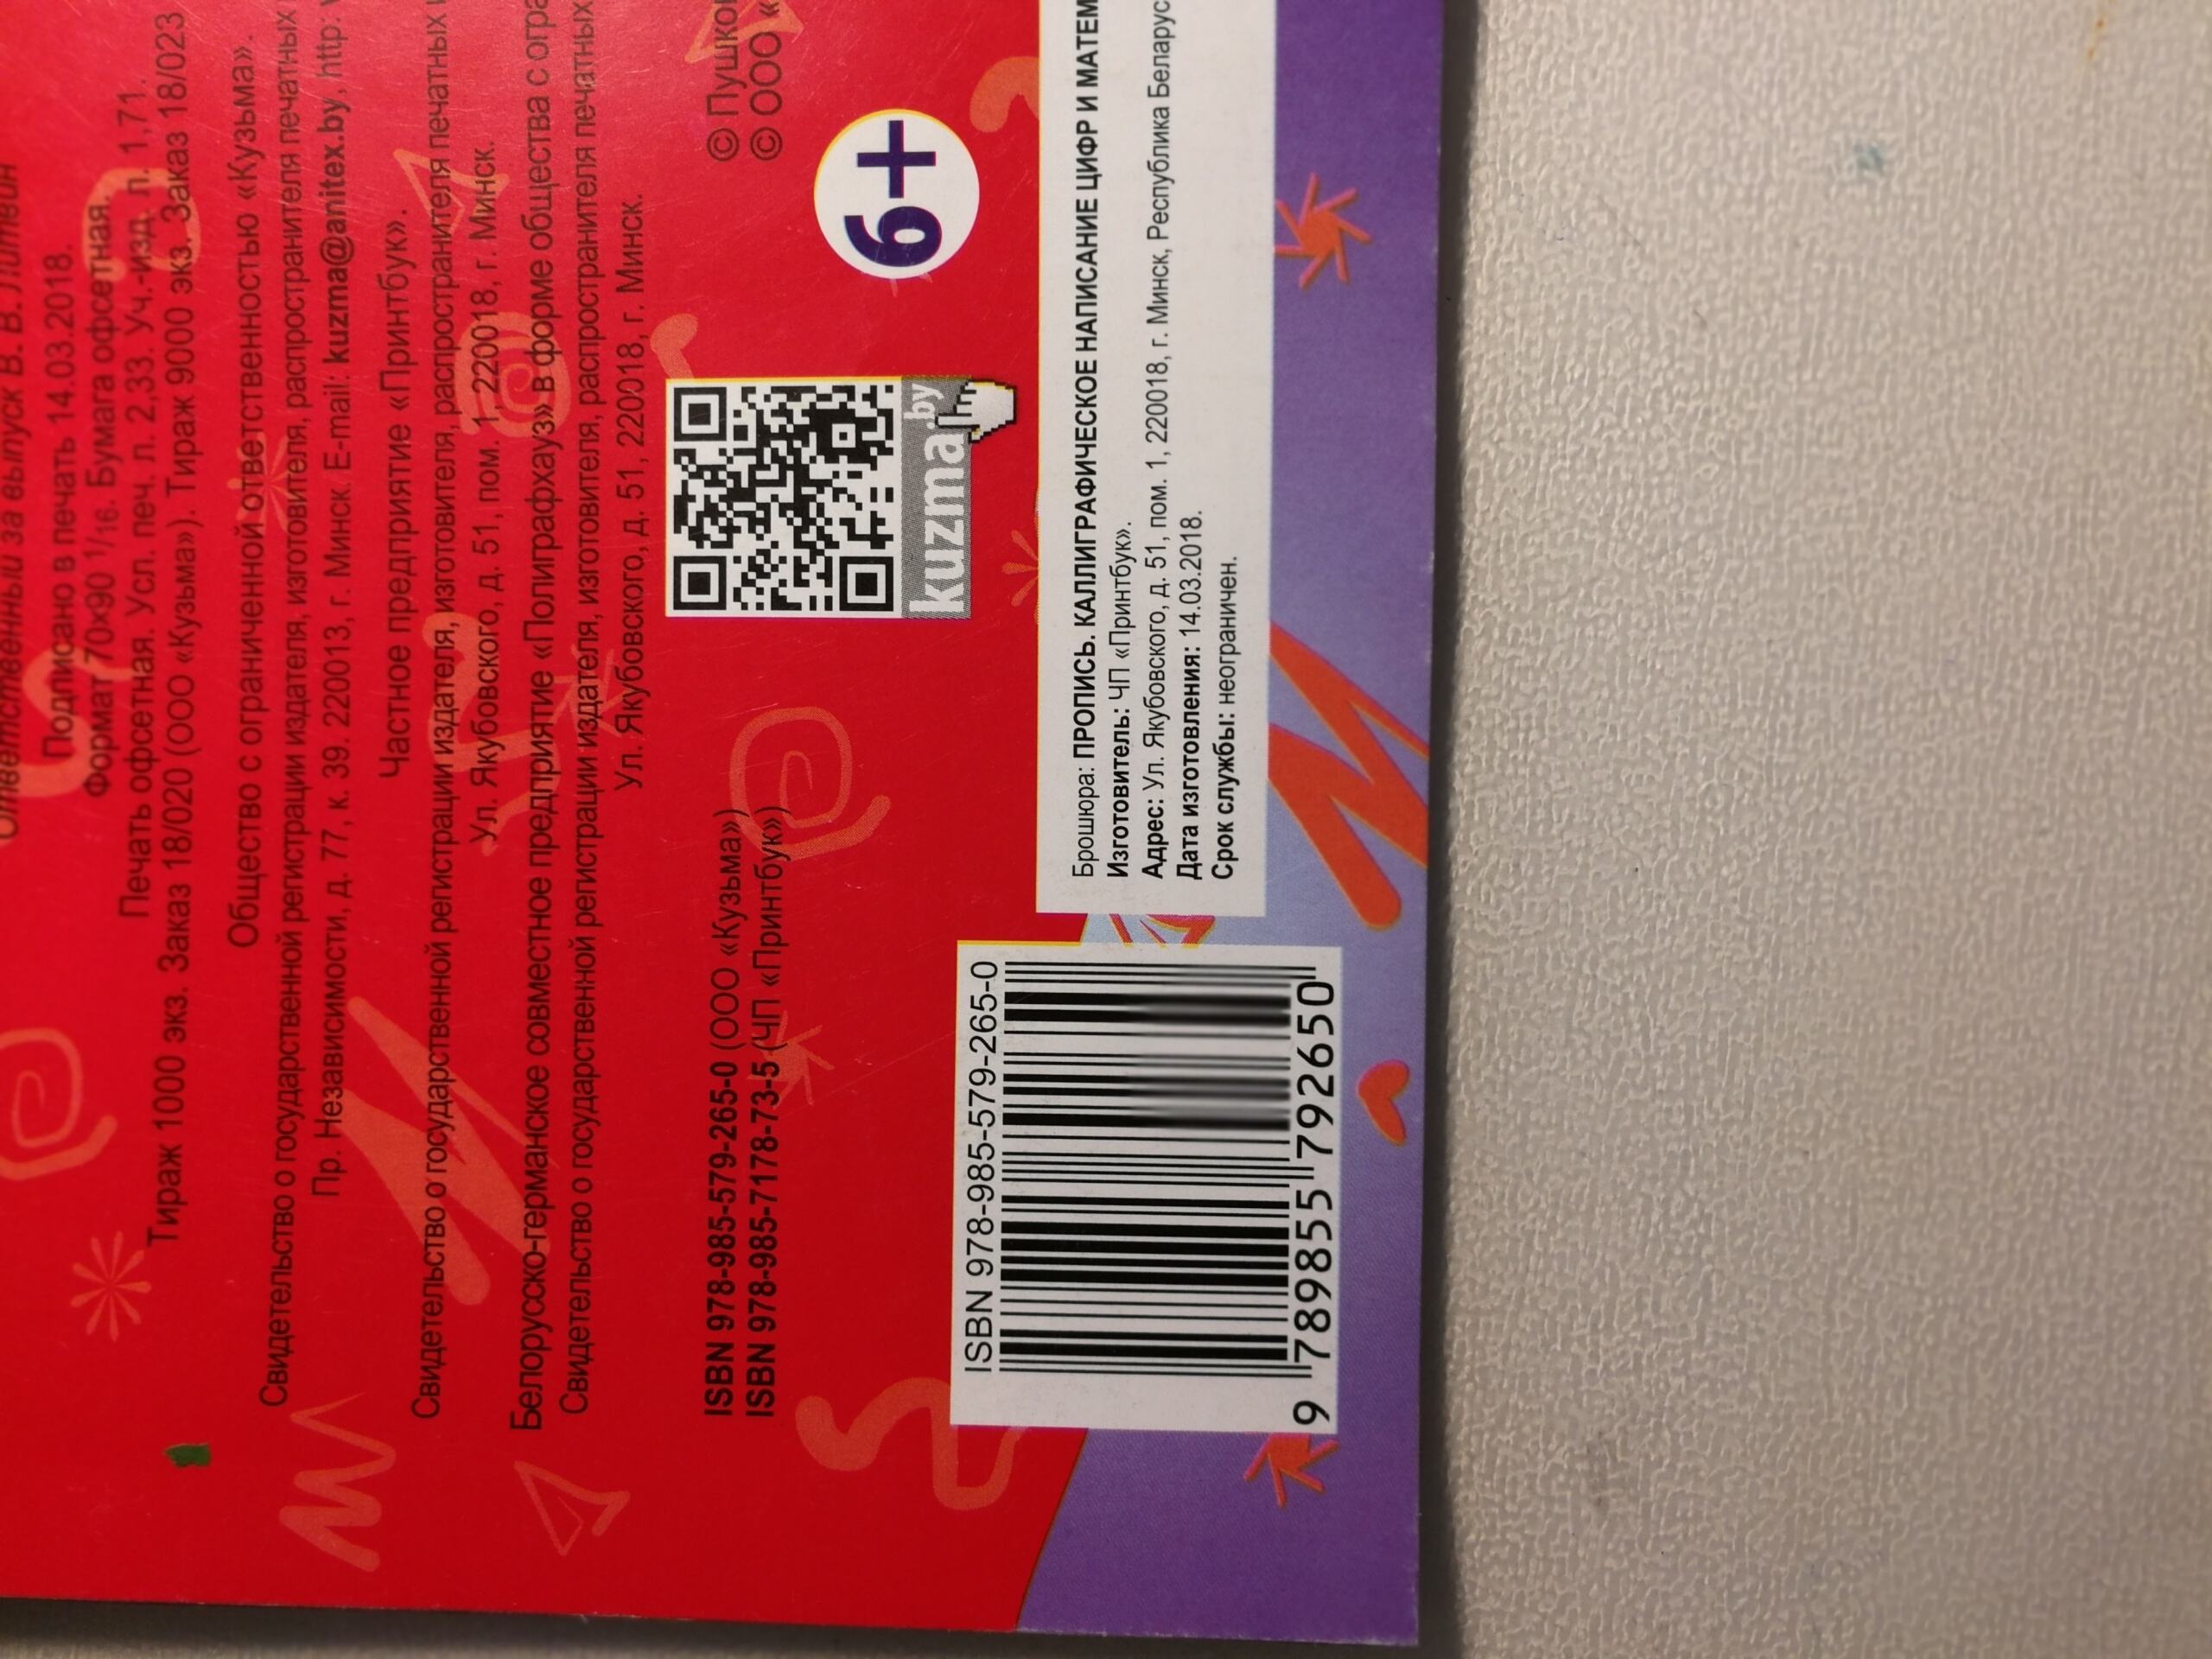 Ответственный за выпуск В. В. Литвин
Подписано в печать 14.03.2018.
Формат 70х90 1/16. Бумага офсетная.
Печать офсетная. Усл. печ. л. 2,33. Уч.-изд. л. 1,71.
Тираж 1000 экз. Заказ 18/020 (ООО «Кузьма»). Тираж 9000 экз. Заказ 18/023
Общество с ограниченной ответственностью «Кузьма».
Свидетельство о государственной регистрации издателя, изготовителя, распространителя печатных
Пр. Независимости, д. 77, к. 39. 220013, г. Минск. E-mail: kuzma@anitex.by, http:
Частное предприятие «Принтбук».
Свидетельство о государственной регистрации издателя, изготовителя, распространителя печатных
Ул. Якубовского, д. 51, пом. 1, 220018, г. Минск.
Белорусско-германское совместное предприятие «Полиграфхауз» в форме общества с огра
Свидетельство о государственной регистрации издателя, изготовителя, распространителя печатных
Ул. Якубовского, д. 51, 220018, г. Минск.
ISBN 978-985-579-265-0 (ООО «Кузьма»)
ISBN 978-985-7178-73-5 (ЧП «Принтбук»)
© Пушко
© ООО «
kuzma.by
6+
ISBN 978-985-579-265-0
9 789855 792650
Брошюра: ПРОПИСЬ. КАЛЛИГРАФИЧЕСКОЕ НАПИСАНИЕ ЦИФР И МАТЕМ
Изготовитель: ЧП «Принтбук».
Адрес: Ул. Якубовского, д. 51, пом. 1, 220018, г. Минск, Республика Беларус
Дата изготовления: 14.03.2018.
Срок службы: неограничен.